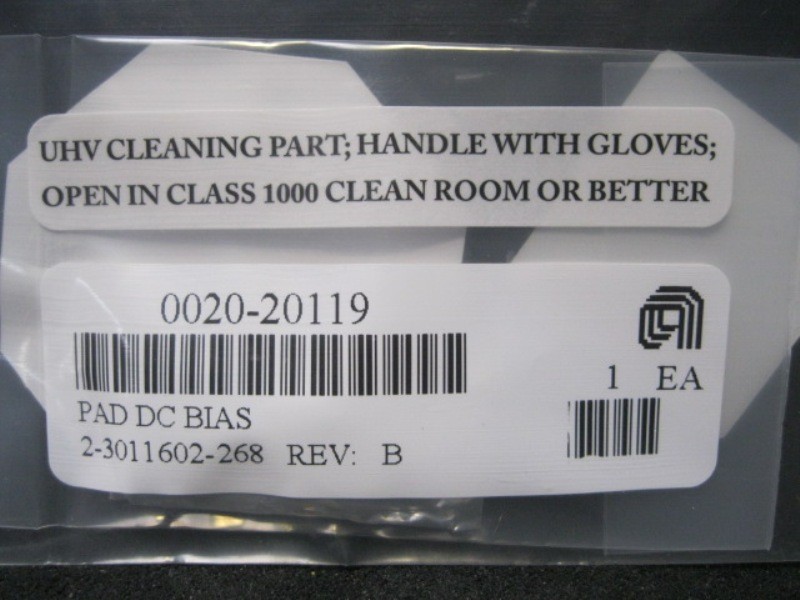 UHV CLEANING PART; HANDLE WITH GLOVES;
OPEN IN CLASS 1000 CLEAN ROOM OR BETTER
0020-20119
1 EA
PAD DC BIAS
2-3011602-268 REV: B